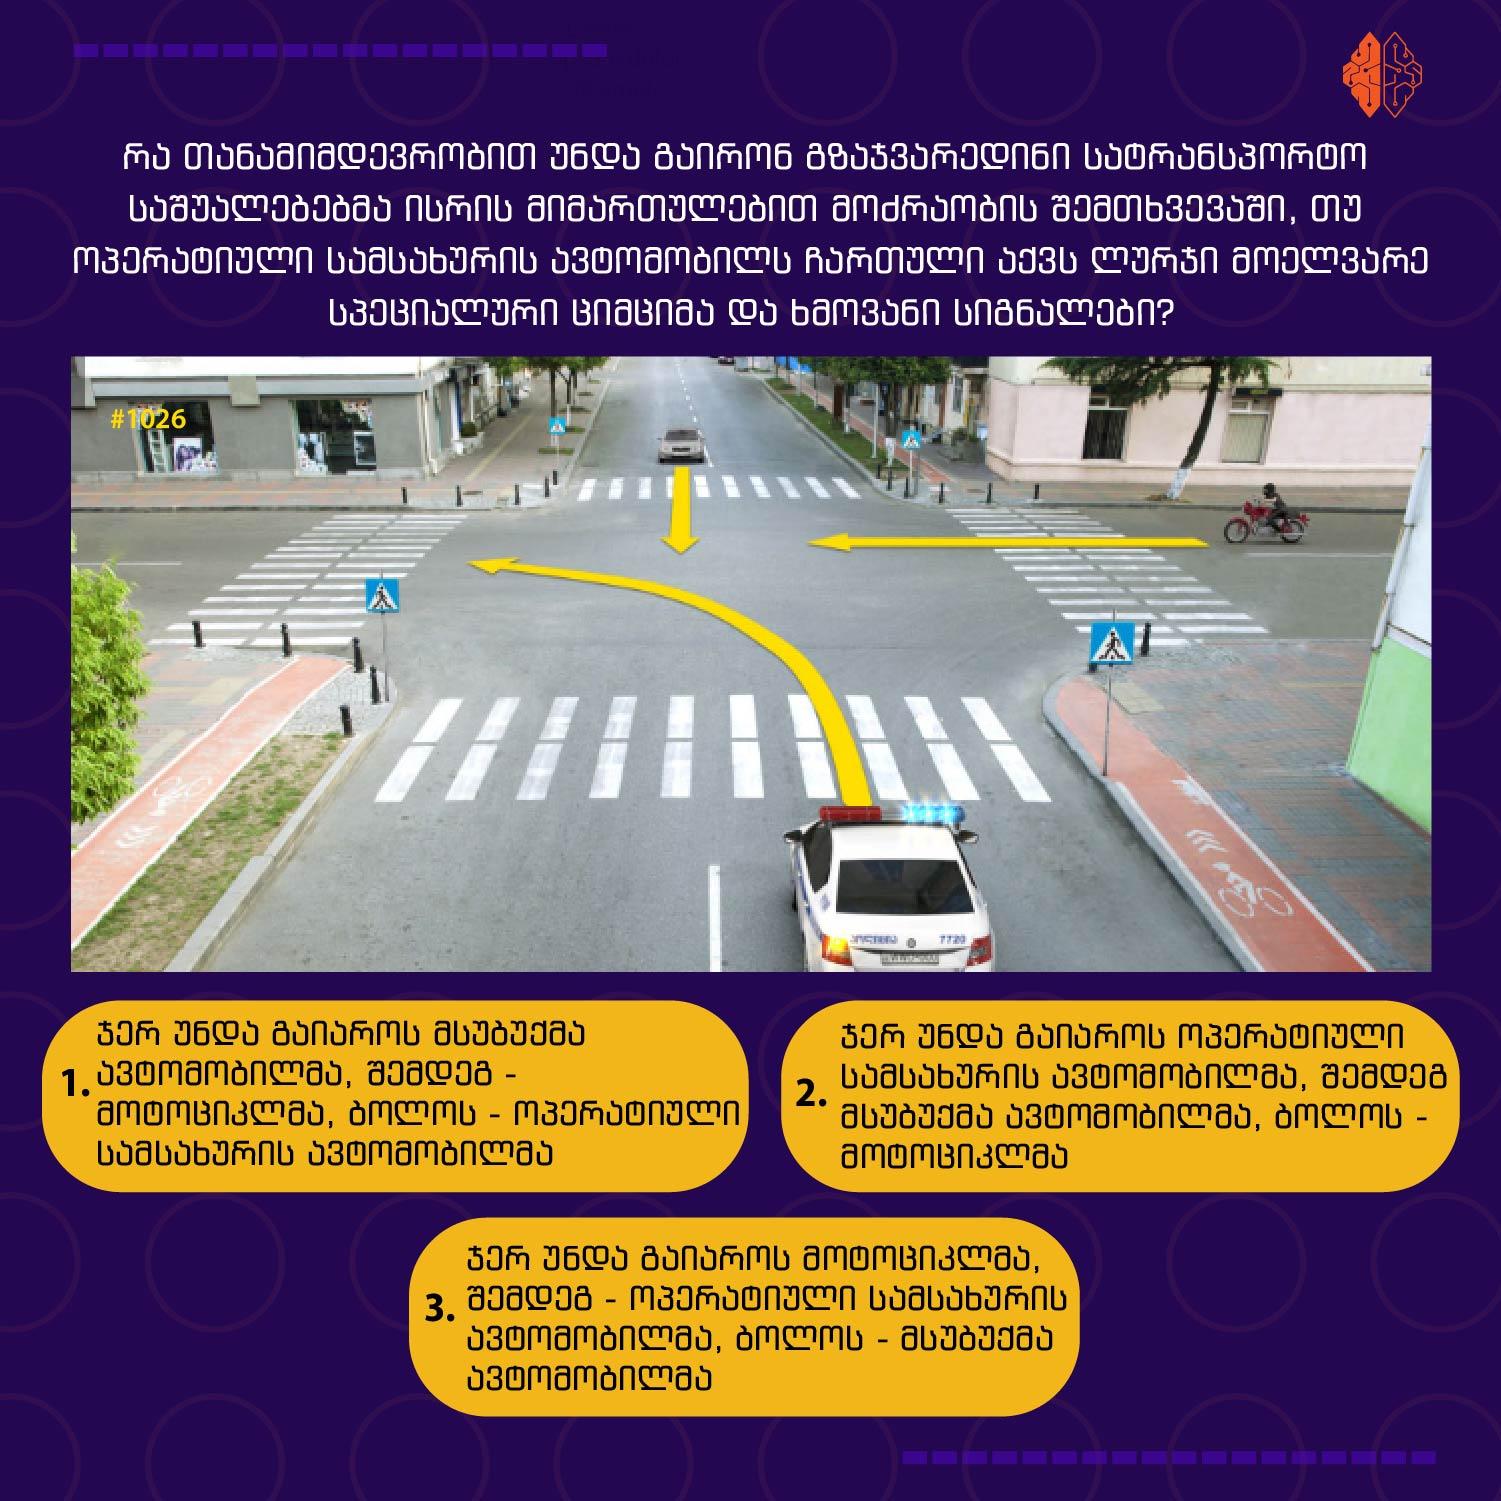 რა თანამიმდევრობით უნდა გაირონ გზაჯვარედინი სატრანსპორტო
საშუალებებმა ისრის მიმართულებით მოძრაობის შემთხვევაში, თუ
ოპერატიული სამსახურის ავტომობილს ჩართული აქვს ლურჯი მოელვარე
სპეციალური ციმციმა და ხმოვანი სიგნალები?
#1026
პოლიცია 7720
1. ჯერ უნდა გაიაროს მსუბუქმა
ავტომობილმა, შემდეგ -
მოტოციკლმა, ბოლოს - ოპერატიული
სამსახურის ავტომობილმა
2. ჯერ უნდა გაიაროს ოპერატიული
სამსახურის ავტომობილმა, შემდეგ
მსუბუქმა ავტომობილმა, ბოლოს -
მოტოციკლმა
3. ჯერ უნდა გაიაროს მოტოციკლმა,
შემდეგ - ოპერატიული სამსახურის
ავტომობილმა, ბოლოს - მსუბუქმა
ავტომობილმა